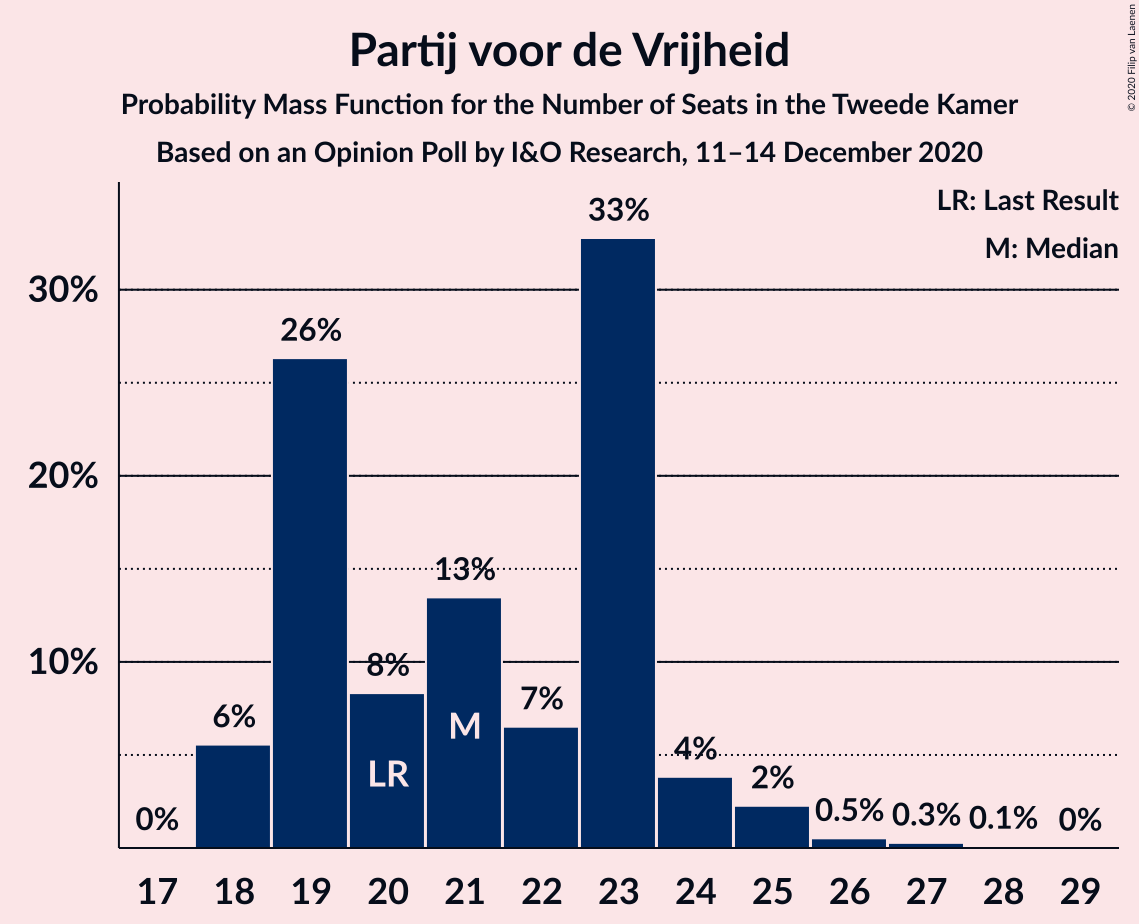 Partij voor de Vrijheid
Probability Mass Function for the Number of Seats in the Tweede Kamer
Based on an Opinion Poll by I&O Research, 11–14 December 2020
© 2020 Filip van Laenen
LR: Last Result
M: Median
30%
20%
10%
0%
6%
26%
8%
13%
7%
33%
4%
2%
0.5%
0.3%
0.1%
0%
LR
M
17 18 19 20 21 22 23 24 25 26 27 28 29